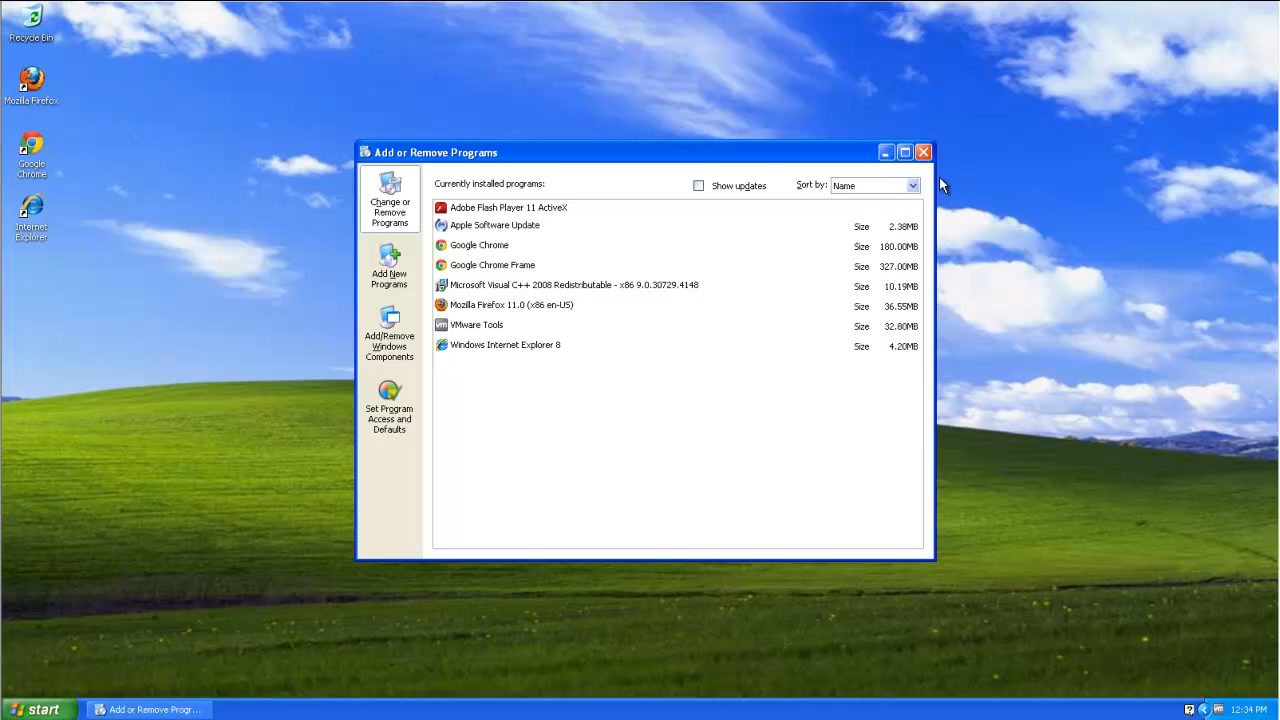 Recycle Bin
Mozilla Firefox
Google
Chrome
Internet
Explorer
Add or Remove Programs
Change or
Remove
Programs
Add New
Programs
Add/Remove
Windows
Components
Set Program
Access and
Defaults
Currently installed programs:
Show updates
Sort by:
Name
Adobe Flash Player 11 ActiveX
Apple Software Update Size 2.38MB
Google Chrome Size 180.00MB
Google Chrome Frame Size 327.00MB
Microsoft Visual C++ 2008 Redistributable - x86 9.0.30729.4148 Size 10.19MB
Mozilla Firefox 11.0 (x86 en-US) Size 36.55MB
VMware Tools Size 32.80MB
Windows Internet Explorer 8 Size 4.20MB
start
Add or Remove Progr...
12:34 PM